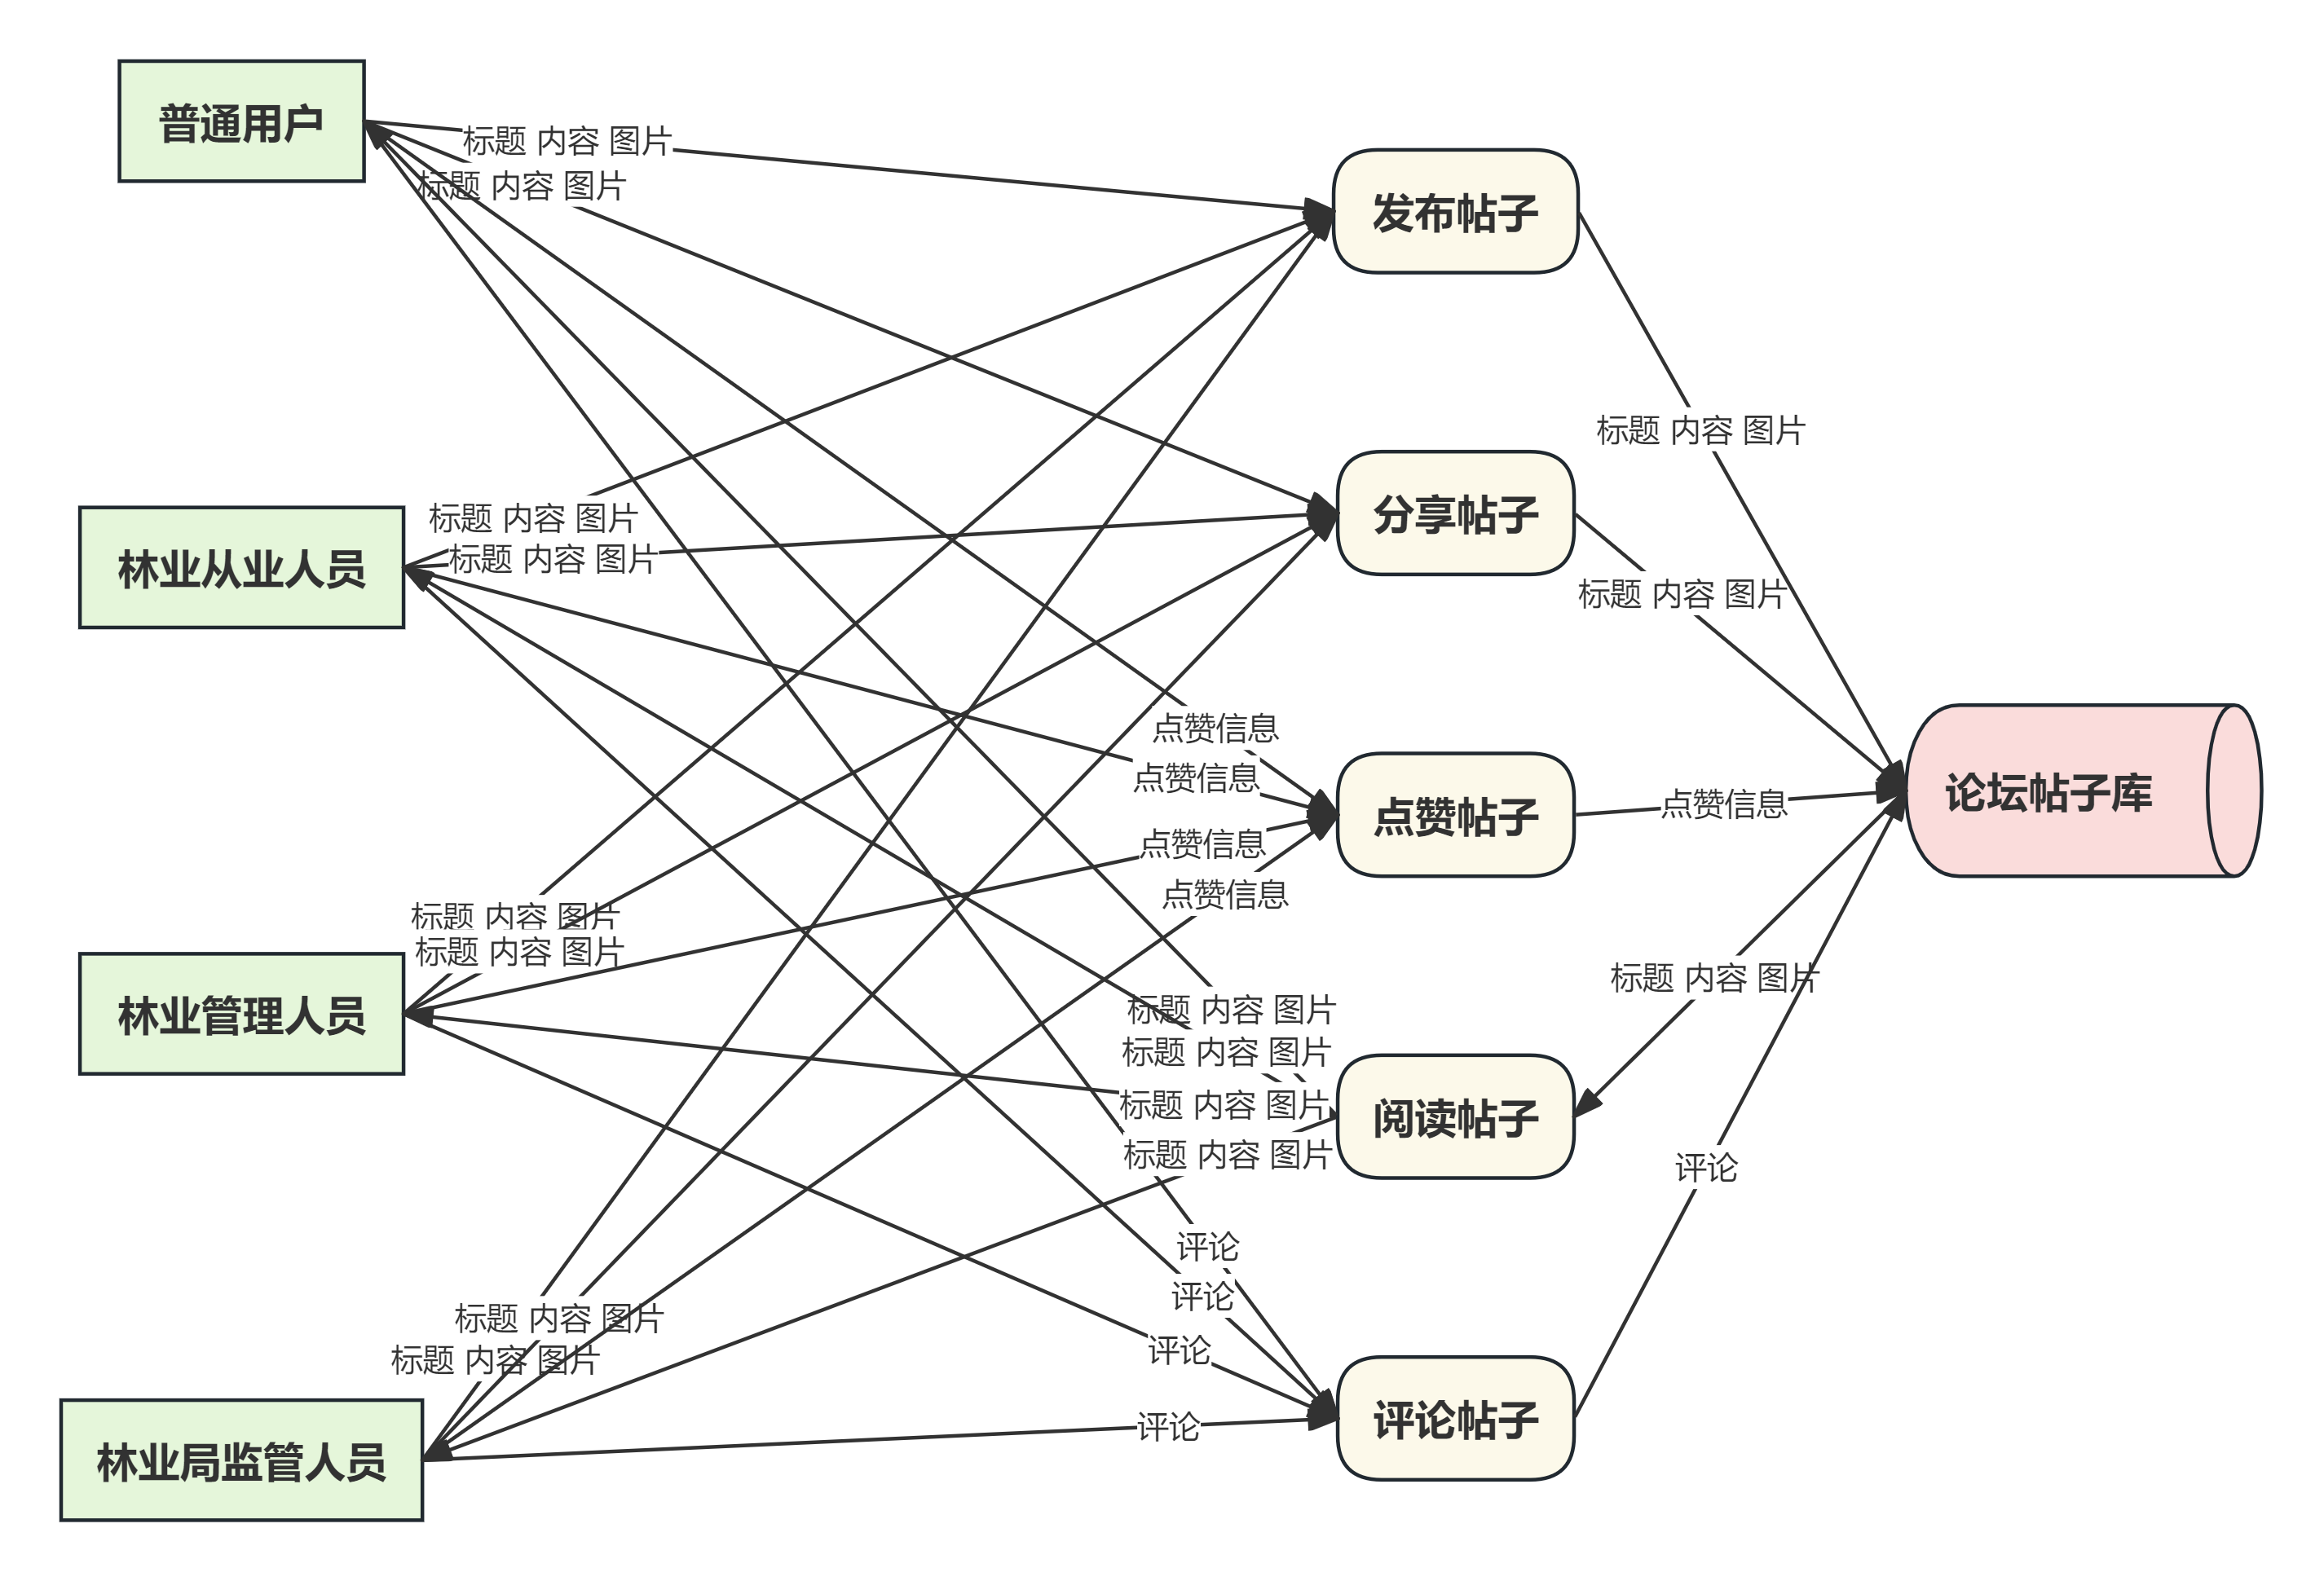 普通用户
标题 内容 图片
标题 内容 图片
发布帖子
标题 内容 图片
林业从业人员
标题 内容 图片
标题 内容 图片
分享帖子
标题 内容 图片
点赞信息
点赞信息
点赞信息
点赞信息
点赞帖子
点赞信息
论坛帖子库
标题 内容 图片
标题 内容 图片
林业管理人员
标题 内容 图片
标题 内容 图片
标题 内容 图片
标题 内容 图片
阅读帖子
标题 内容 图片
评论
评论
评论
评论
评论
标题 内容 图片
标题 内容 图片
林业局监管人员
评论帖子